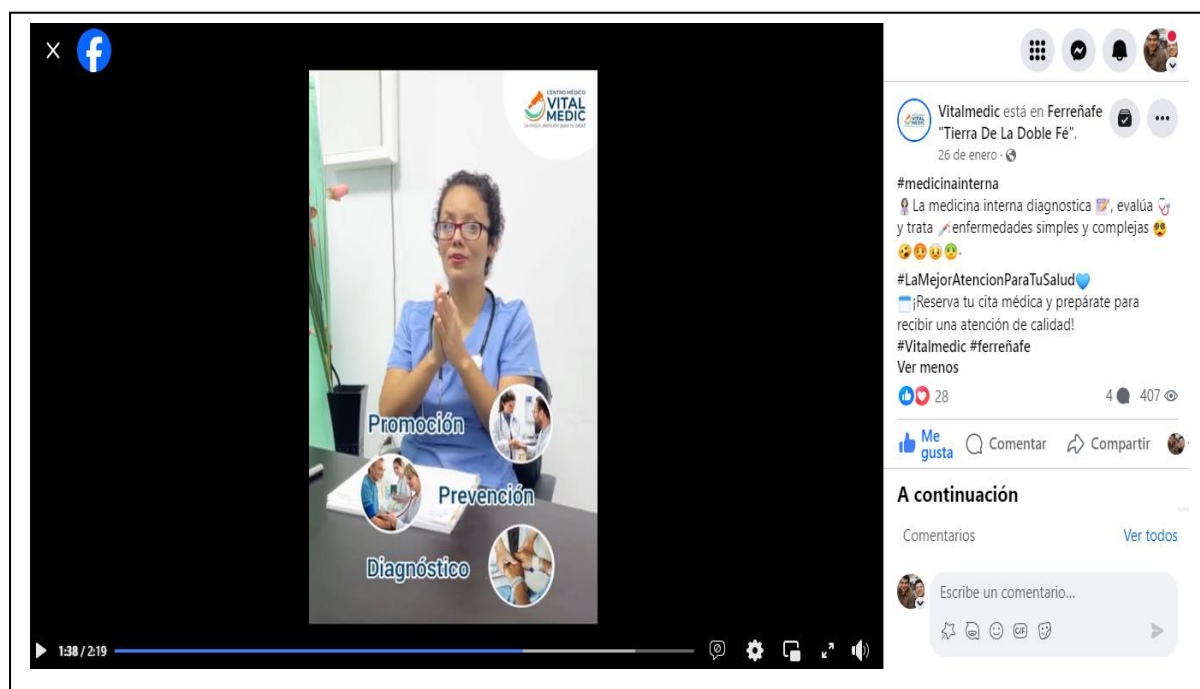 CENTRO MÉDICO
VITAL
MEDIC
La mejor atención para tu salud
Promoción
Prevención
Diagnóstico
1:38 / 2:19
Vitalmedic está en Ferreñafe
"Tierra De La Doble Fé".
26 de enero ·
#medicinainterna
La medicina interna diagnostica , evalúa
y trata enfermedades simples y complejas
.
#LaMejorAtencionParaTuSalud
¡Reserva tu cita médica y prepárate para
recibir una atención de calidad!
#Vitalmedic #ferreñafe
Ver menos
28
4 407
Me
gusta
Comentar
Compartir
A continuación
Comentarios
Ver todos
Escribe un comentario...
GIF